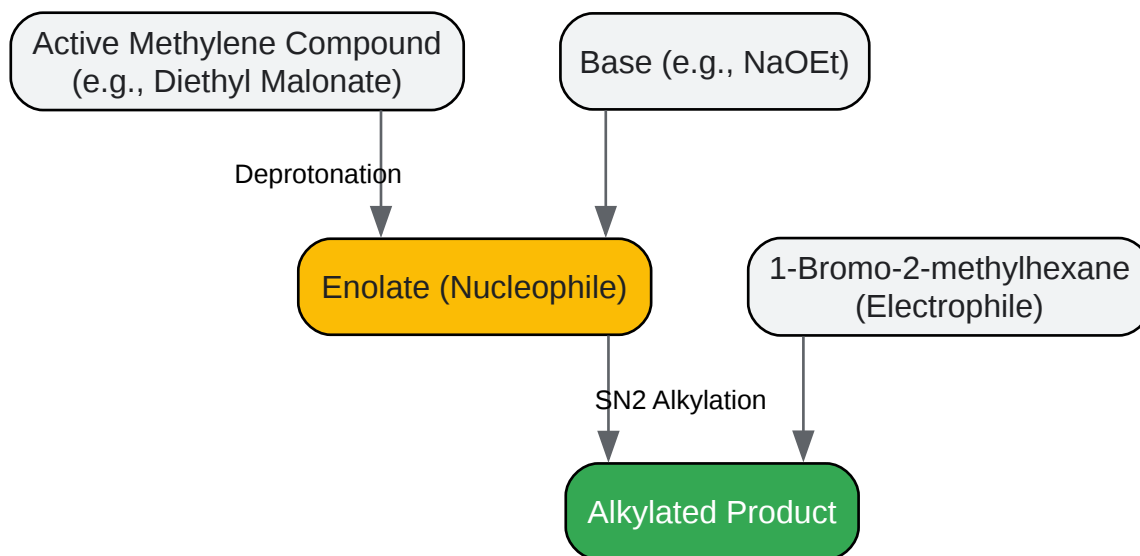 Active Methylene Compound
(e.g., Diethyl Malonate)
Base (e.g., NaOEt)
Deprotonation
Enolate (Nucleophile)
1-Bromo-2-methylhexane
(Electrophile)
SN2 Alkylation
Alkylated Product